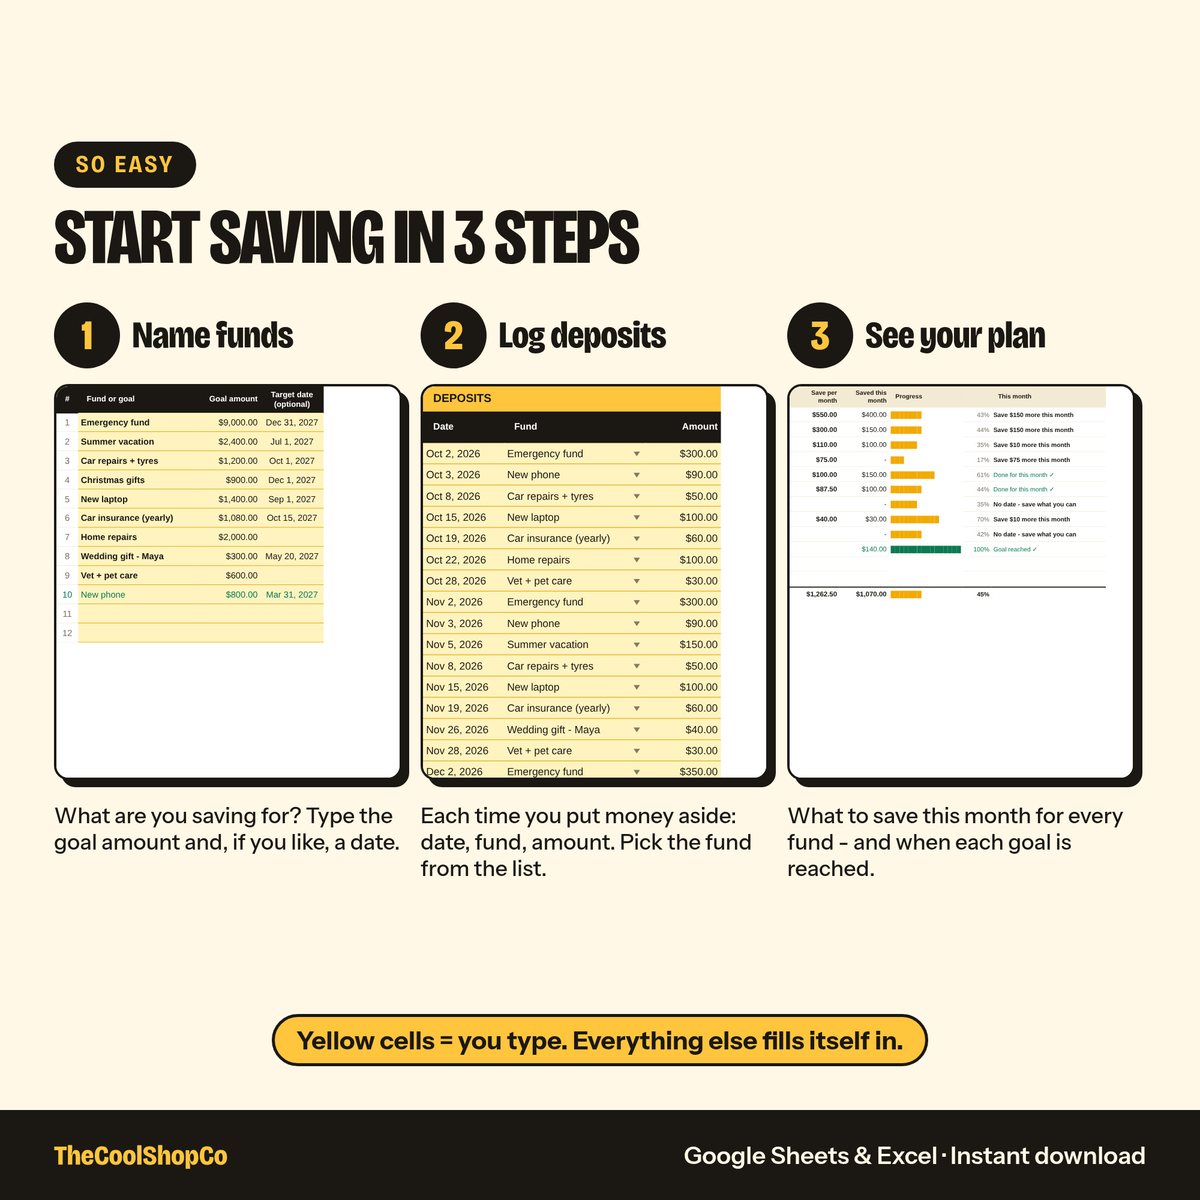 SO EASY
START SAVING IN 3 STEPS
1 Name funds
# Fund or goal Goal amount Target date (optional)
1 Emergency fund $9,000.00 Dec 31, 2027
2 Summer vacation $2,400.00 Jul 1, 2027
3 Car repairs + tyres $1,200.00 Oct 1, 2027
4 Christmas gifts $900.00 Dec 1, 2027
5 New laptop $1,400.00 Sep 1, 2027
6 Car insurance (yearly) $1,080.00 Oct 15, 2027
7 Home repairs $2,000.00
8 Wedding gift - Maya $300.00 May 20, 2027
9 Vet + pet care $600.00
10 New phone $800.00 Mar 31, 2027
11
12
What are you saving for? Type the
goal amount and, if you like, a date.
2 Log deposits
DEPOSITS
Date Fund Amount
Oct 2, 2026 Emergency fund $300.00
Oct 3, 2026 New phone $90.00
Oct 8, 2026 Car repairs + tyres $50.00
Oct 15, 2026 New laptop $100.00
Oct 19, 2026 Car insurance (yearly) $60.00
Oct 22, 2026 Home repairs $100.00
Oct 28, 2026 Vet + pet care $30.00
Nov 2, 2026 Emergency fund $300.00
Nov 3, 2026 New phone $90.00
Nov 5, 2026 Summer vacation $150.00
Nov 8, 2026 Car repairs + tyres $50.00
Nov 15, 2026 New laptop $100.00
Nov 19, 2026 Car insurance (yearly) $60.00
Nov 26, 2026 Wedding gift - Maya $40.00
Nov 28, 2026 Vet + pet care $30.00
Dec 2, 2026 Emergency fund $350.00
Each time you put money aside:
date, fund, amount. Pick the fund
from the list.
3 See your plan
Save per month Saved this month Progress This month
$550.00 $400.00 43% Save $150 more this month
$300.00 $150.00 44% Save $150 more this month
$110.00 $100.00 35% Save $10 more this month
$75.00 - 17% Save $75 more this month
$100.00 $150.00 61% Done for this month ✓
$87.50 $100.00 44% Done for this month ✓
- 35% No date - save what you can
$40.00 $30.00 70% Save $10 more this month
- 42% No date - save what you can
$140.00 100% Goal reached ✓
$1,262.50 $1,070.00 45%
What to save this month for every
fund - and when each goal is
reached.
Yellow cells = you type. Everything else fills itself in.
TheCoolShopCo
Google Sheets & Excel · Instant download